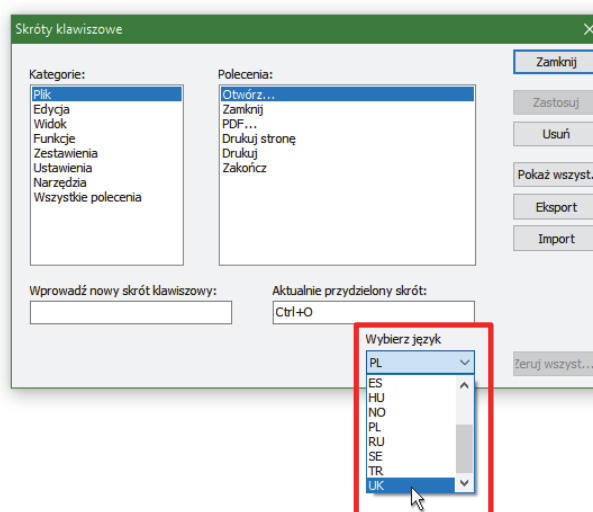 Skróty klawiszowe
Kategorie:
Plik
Edycja
Widok
Funkcje
Zestawienia
Ustawienia
Narzędzia
Wszystkie polecenia
Polecenia:
Otwórz...
Zamknij
PDF...
Drukuj stronę
Drukuj
Zakończ
Zamknij
Zastosuj
Usuń
Pokaż wszyst.
Eksport
Import
Wprowadź nowy skrót klawiszowy:
Aktualnie przydzielony skrót:
Ctrl+O
Wybierz język
PL
ES
HU
NO
PL
RU
SE
TR
UK
Zeruj wszyst...